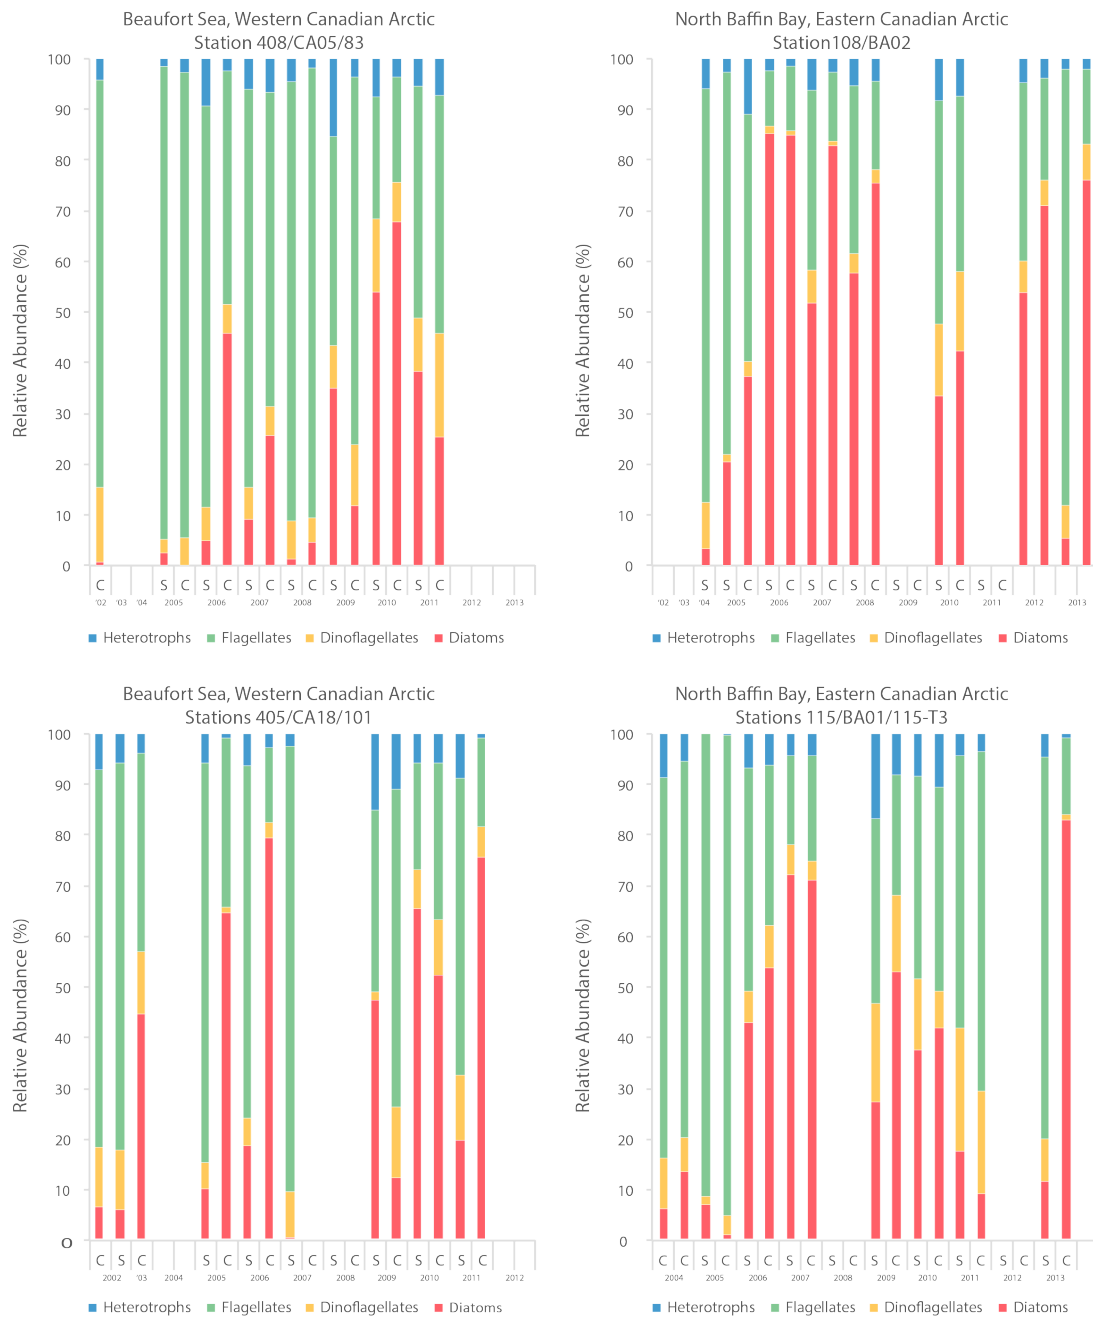 Beaufort Sea, Western Canadian Arctic
Station 408/CA05/83
Relative Abundance (%)
100
90
80
70
60
50
40
30
20
10
0
C S C S C S C S C S C S C S C
'02 '03 '04 2005 2006 2007 2008 2009 2010 2011 2012 2013
Heterotrophs Flagellates Dinoflagellates Diatoms
North Baffin Bay, Eastern Canadian Arctic
Station108/BA02
Relative Abundance (%)
100
90
80
70
60
50
40
30
20
10
0
S S C S C S C S C S C S C S C
'02 '03 '04 2005 2006 2007 2008 2009 2010 2011 2012 2013
Heterotrophs Flagellates Dinoflagellates Diatoms
Beaufort Sea, Western Canadian Arctic
Stations 405/CA18/101
Relative Abundance (%)
100
90
80
70
60
50
40
30
20
10
O
C S C S C S C S C S C S C S C S C
2002 '03 2004 2005 2006 2007 2008 2009 2010 2011 2012
Heterotrophs Flagellates Dinoflagellates Diatoms
North Baffin Bay, Eastern Canadian Arctic
Stations 115/BA01/115-T3
Relative Abundance (%)
100
90
80
70
60
50
40
30
20
10
0
C C S C S C S C S C S C S C S C S C S C
2004 2005 2006 2007 2008 2009 2010 2011 2012 2013
Heterotrophs Flagellates Dinoflagellates Diatoms